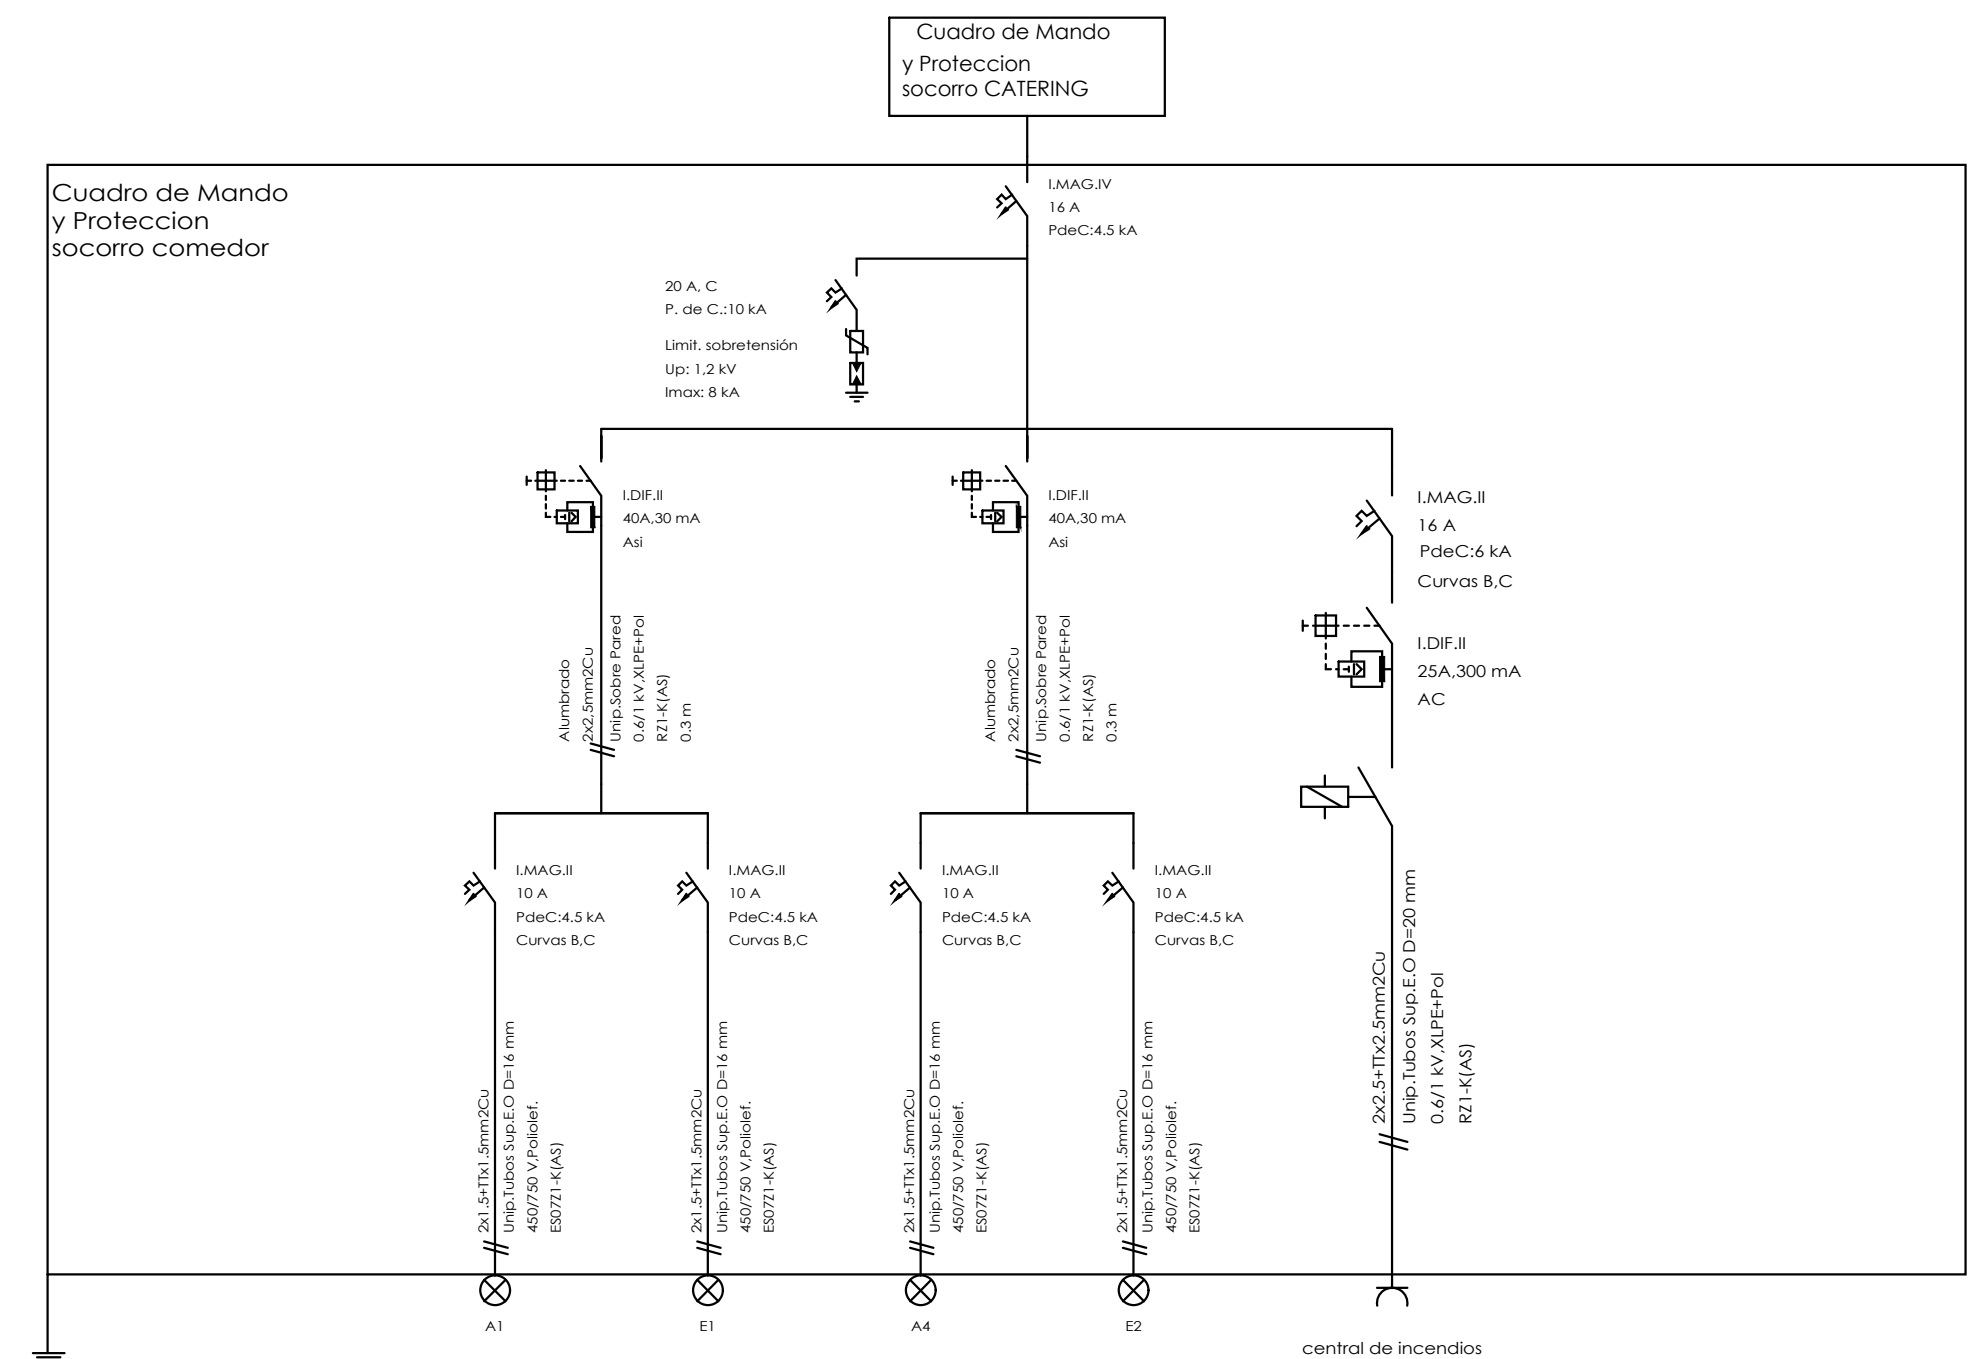 Cuadro de Mando
y Proteccion
socorro CATERING
Cuadro de Mando
y Proteccion
socorro comedor
I.MAG.IV
16 A
PdeC:4.5 kA
20 A, C
P. de C.:10 kA
Limit. sobretensión
Up: 1,2 kV
Imax: 8 kA
I.DIF.II
40A,30 mA
Asi
I.DIF.II
40A,30 mA
Asi
I.MAG.II
16 A
PdeC:6 kA
Curvas B,C
I.DIF.II
25A,300 mA
AC
Alumbrado
2x2,5mm2Cu
Unip.Sobre Pared
0.6/1 kV,XLPE+Pol
RZ1-K(AS)
0.3 m
Alumbrado
2x2,5mm2Cu
Unip.Sobre Pared
0.6/1 kV,XLPE+Pol
RZ1-K(AS)
0.3 m
I.MAG.II
10 A
PdeC:4.5 kA
Curvas B,C
I.MAG.II
10 A
PdeC:4.5 kA
Curvas B,C
I.MAG.II
10 A
PdeC:4.5 kA
Curvas B,C
I.MAG.II
10 A
PdeC:4.5 kA
Curvas B,C
2x1.5+TTx1.5mm2Cu
Unip.Tubos Sup.E.O D=16 mm
450/750 V,Poliolef.
ES07Z1-K(AS)
2x1.5+TTx1.5mm2Cu
Unip.Tubos Sup.E.O D=16 mm
450/750 V,Poliolef.
ES07Z1-K(AS)
2x1.5+TTx1.5mm2Cu
Unip.Tubos Sup.E.O D=16 mm
450/750 V,Poliolef.
ES07Z1-K(AS)
2x1.5+TTx1.5mm2Cu
Unip.Tubos Sup.E.O D=16 mm
450/750 V,Poliolef.
ES07Z1-K(AS)
2x2.5+TTx2.5mm2Cu
Unip.Tubos Sup.E.O D=20 mm
0.6/1 kV,XLPE+Pol
RZ1-K(AS)
A1
E1
A4
E2
central de incendios